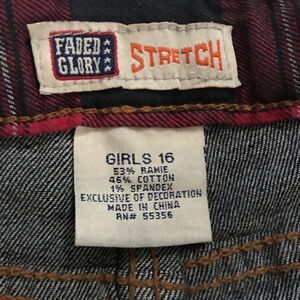 FADED
GLORY
STRETCH
GIRLS 16
53% RAMIE
46% COTTON
1% SPANDEX
EXCLUSIVE OF DECORATION
MADE IN CHINA
RN# 55356